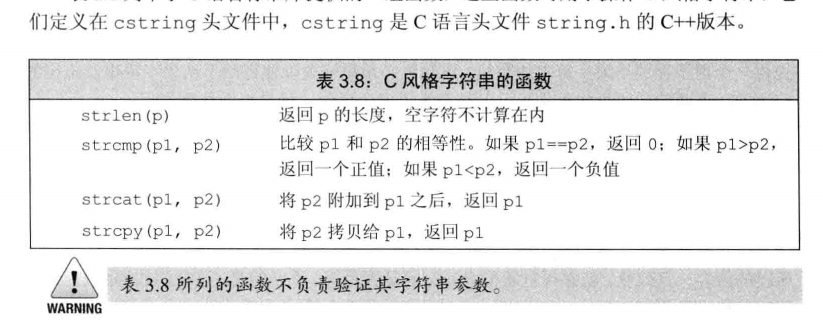 们定义在 cstring 头文件中，cstring 是 C 语言头文件 string.h 的 C++版本。
表 3.8：C 风格字符串的函数
strlen(p) 返回 p 的长度，空字符不计算在内
strcmp(p1, p2) 比较 p1 和 p2 的相等性。如果 p1==p2，返回 0；如果 p1>p2，
返回一个正值；如果 p1<p2，返回一个负值
strcat(p1, p2) 将 p2 附加到 p1 之后，返回 p1
strcpy(p1, p2) 将 p2 拷贝给 p1，返回 p1
! 表 3.8 所列的函数不负责验证其字符串参数。
WARNING